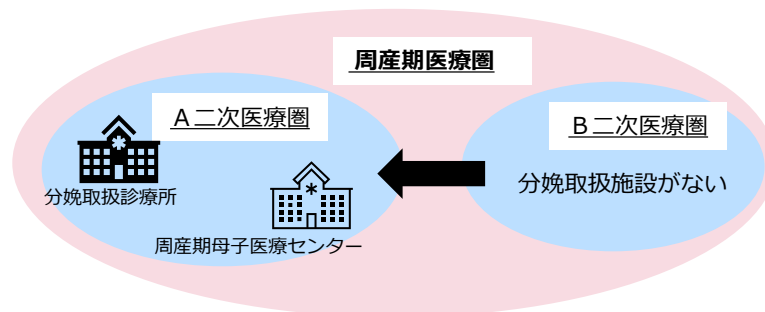 周産期医療圏
Ａ二次医療圏
Ｂ二次医療圏
分娩取扱診療所
周産期母子医療センター
分娩取扱施設がない